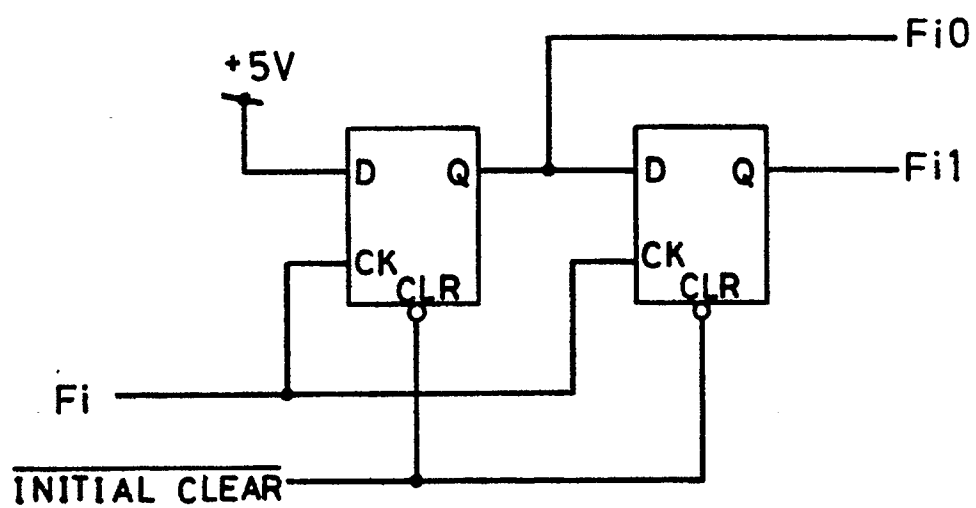 Fi0
+5V
D Q
D Q
Fi1
CK
CLR
CK
CLR
Fi
INITIAL CLEAR